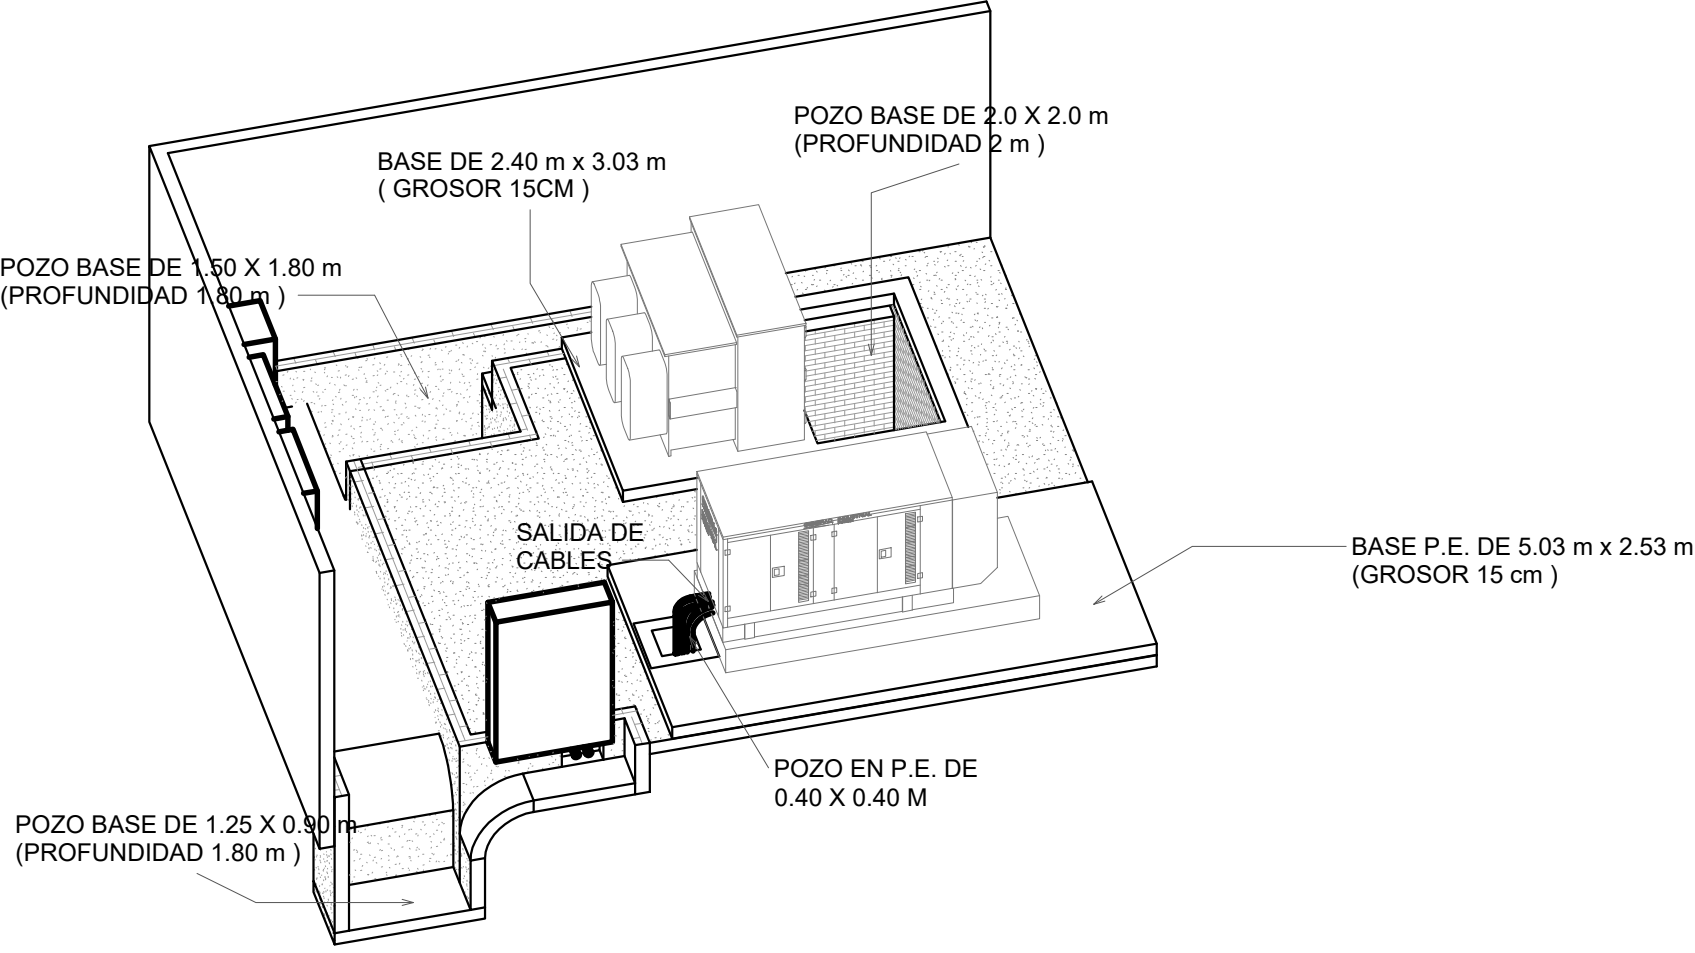 POZO BASE DE 2.0 X 2.0 m
(PROFUNDIDAD 2 m )
BASE DE 2.40 m x 3.03 m
( GROSOR 15CM )
POZO BASE DE 1.50 X 1.80 m
(PROFUNDIDAD 1.80 m )
SALIDA DE
CABLES
BASE P.E. DE 5.03 m x 2.53 m
(GROSOR 15 cm )
POZO EN P.E. DE
0.40 X 0.40 M
POZO BASE DE 1.25 X 0.90 m
(PROFUNDIDAD 1.80 m )